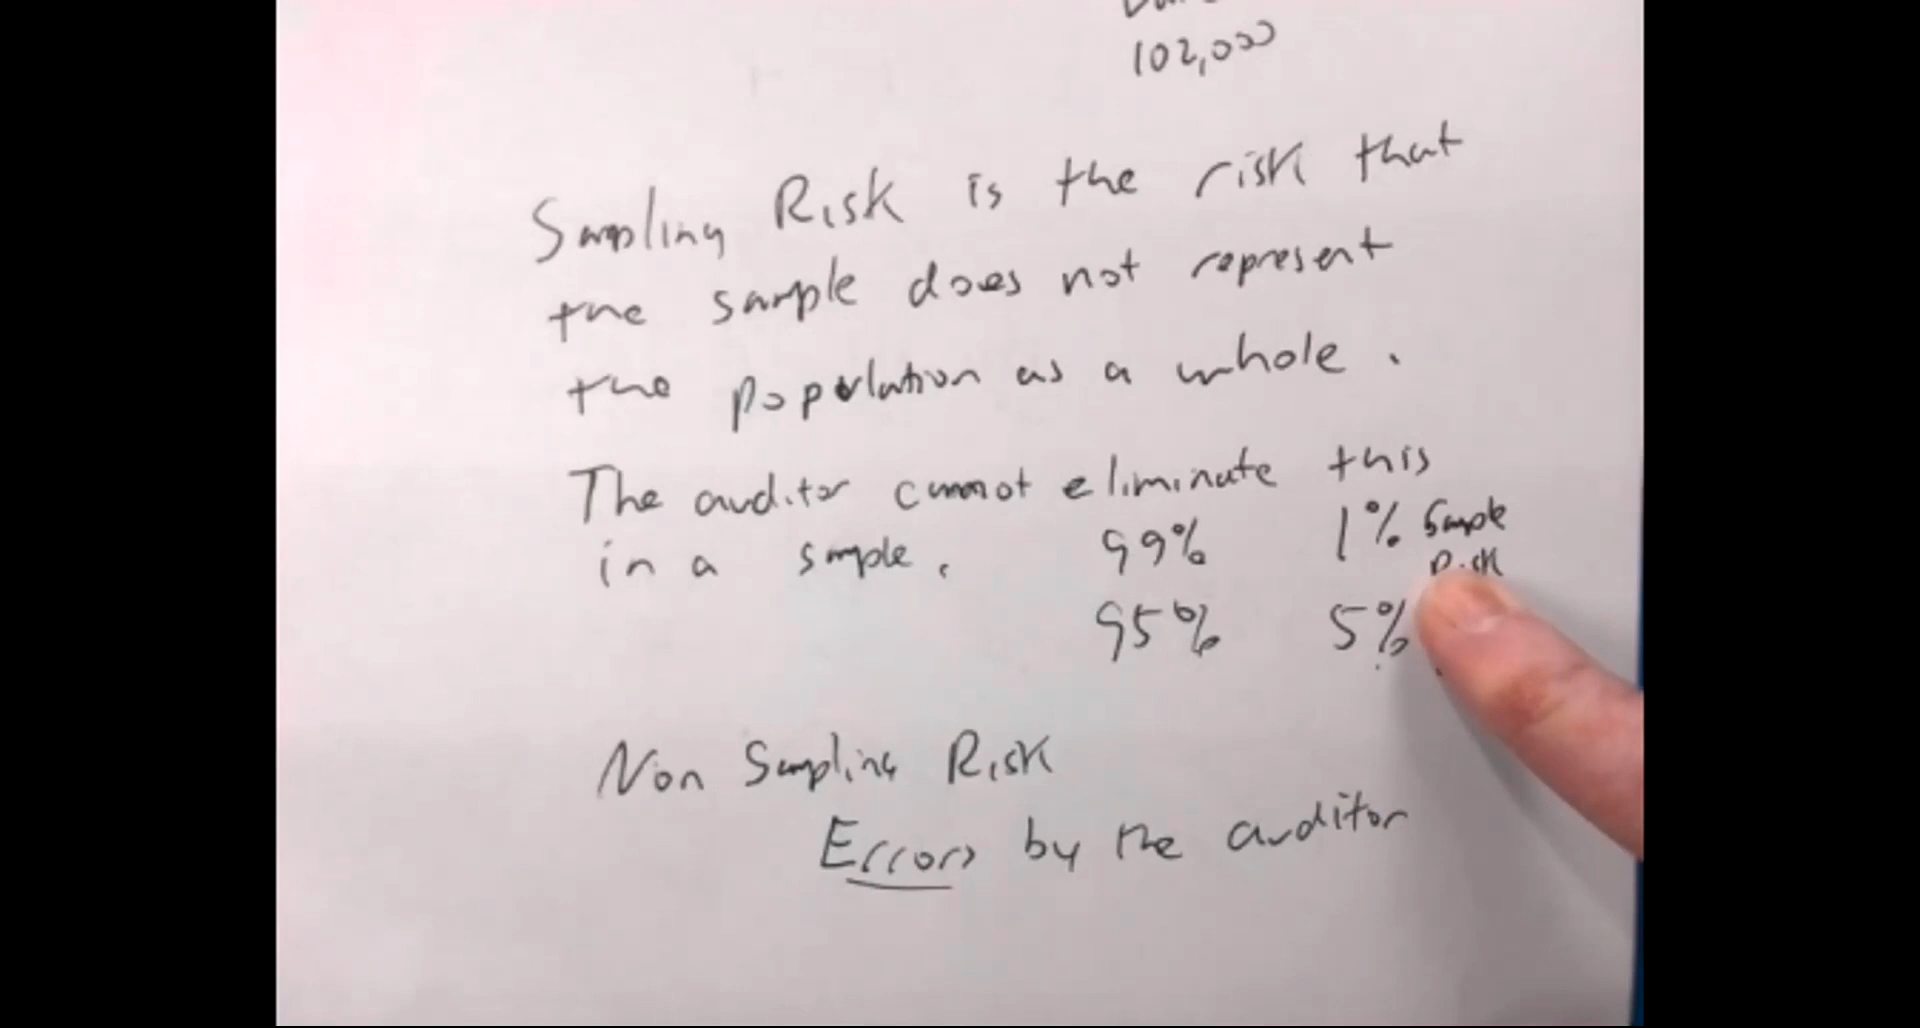 102,000
Sampling Risk is the risk that
the sample does not represent
the population as a whole.
The auditor cannot eliminate this
in a sample. 99% 1% Sample
Risk
95% 5%
Non Sampling Risk
Errors by the auditor